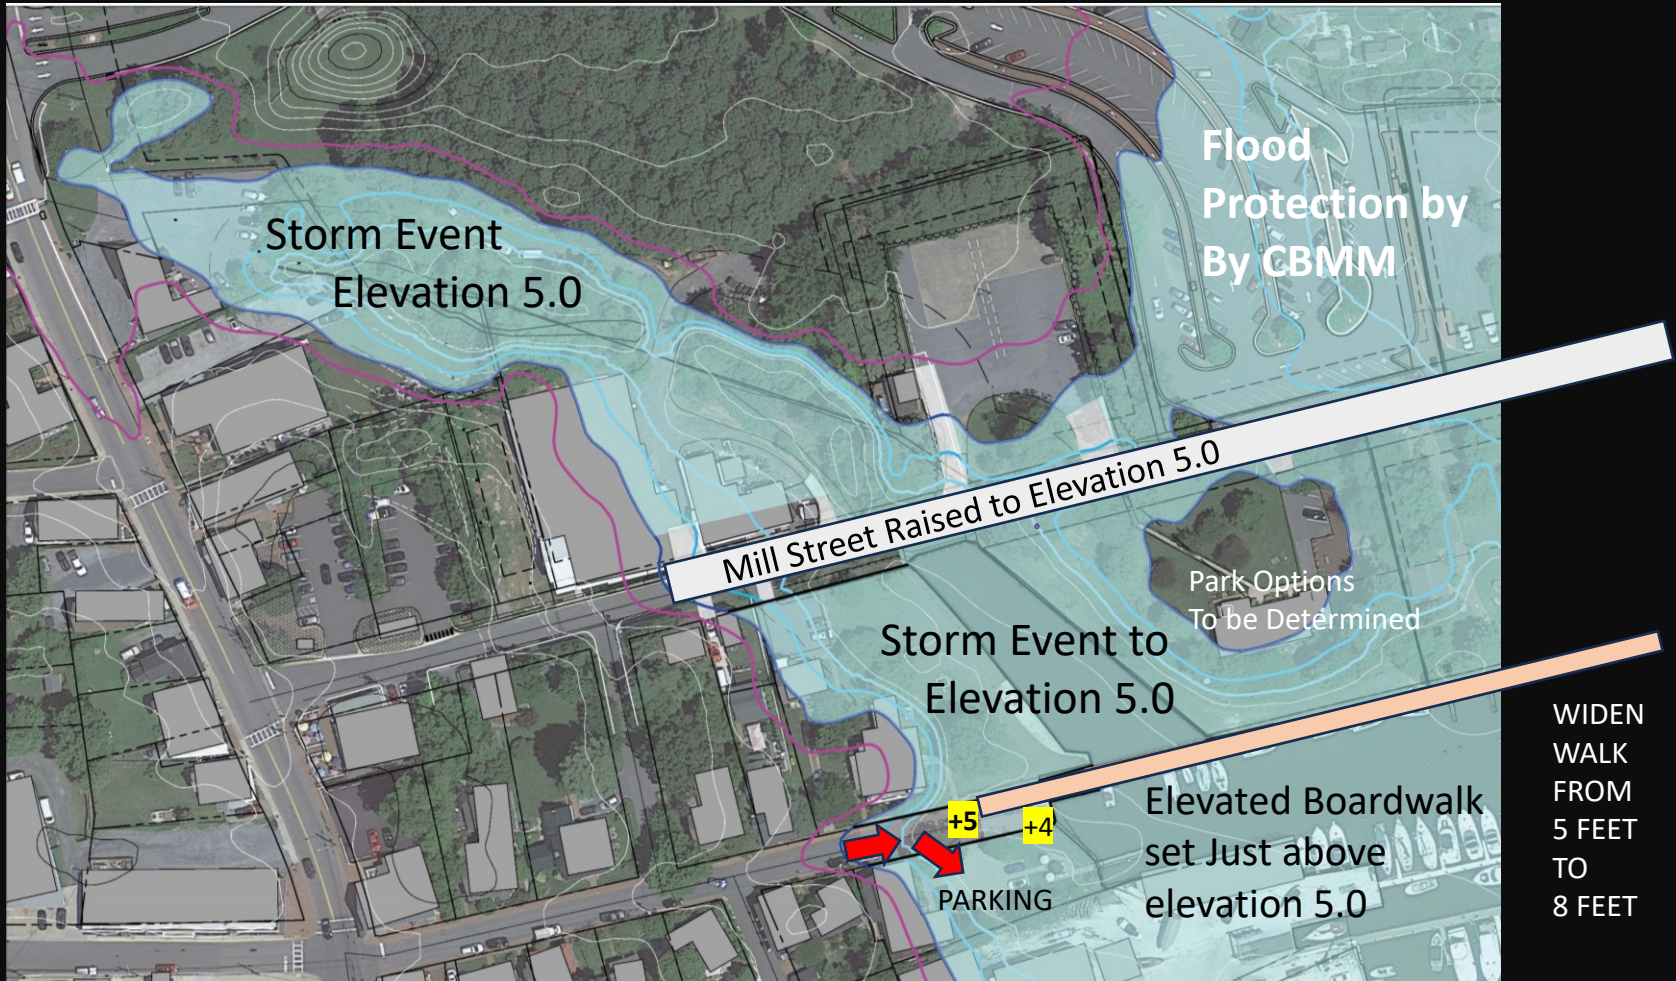 Flood
Protection by
By CBMM
Storm Event
Elevation 5.0
Mill Street Raised to Elevation 5.0
Park Options
To be Determined
Storm Event to
Elevation 5.0
WIDEN
WALK
FROM
5 FEET
TO
8 FEET
+5
+4
Elevated Boardwalk
set Just above
elevation 5.0
PARKING